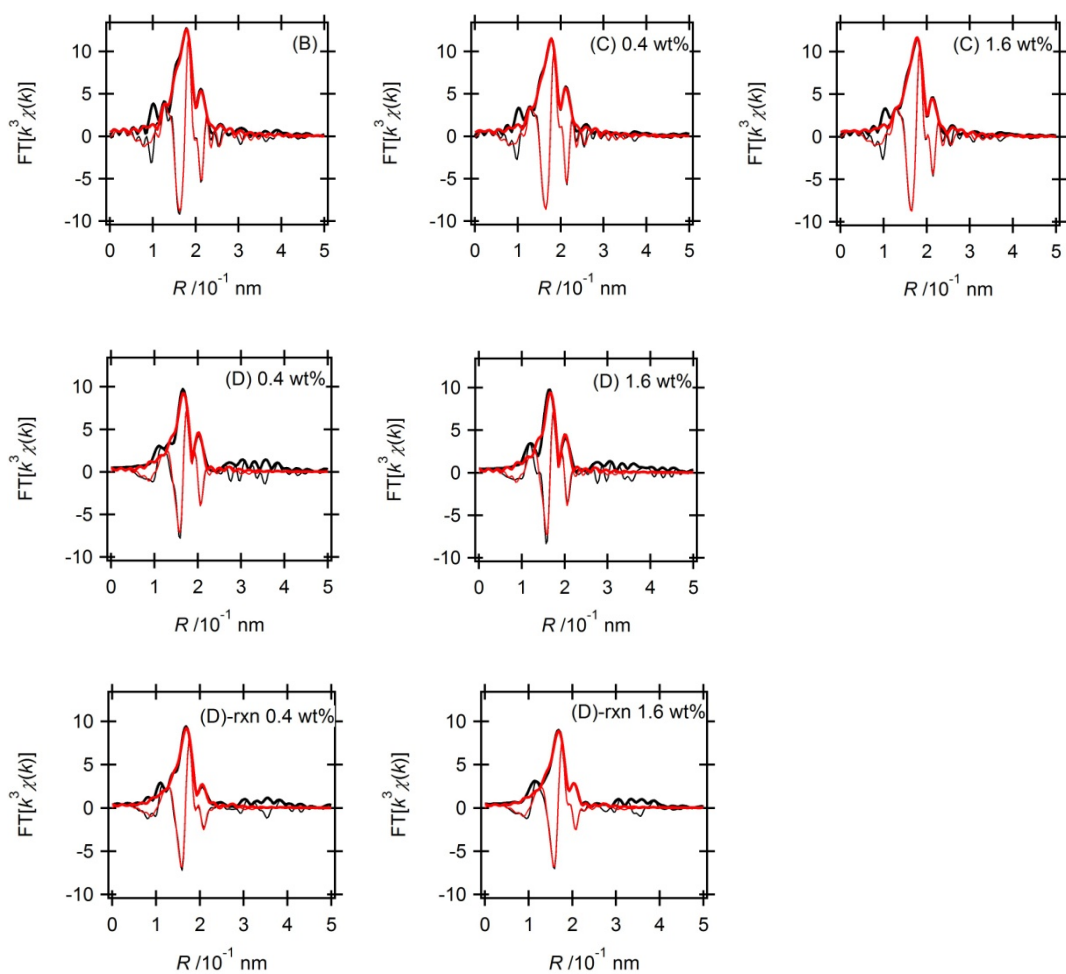 (B)
10
5
0
-5
-10
FT[k³χ(k)]
0 1 2 3 4 5
R /10⁻¹ nm
(C) 0.4 wt%
10
5
0
-5
-10
FT[k³χ(k)]
0 1 2 3 4 5
R /10⁻¹ nm
(C) 1.6 wt%
10
5
0
-5
-10
FT[k³χ(k)]
0 1 2 3 4 5
R /10⁻¹ nm
(D) 0.4 wt%
10
5
0
-5
-10
FT[k³χ(k)]
0 1 2 3 4 5
R /10⁻¹ nm
(D) 1.6 wt%
10
5
0
-5
-10
FT[k³χ(k)]
0 1 2 3 4 5
R /10⁻¹ nm
(D)-rxn 0.4 wt%
10
5
0
-5
-10
FT[k³χ(k)]
0 1 2 3 4 5
R /10⁻¹ nm
(D)-rxn 1.6 wt%
10
5
0
-5
-10
FT[k³χ(k)]
0 1 2 3 4 5
R /10⁻¹ nm